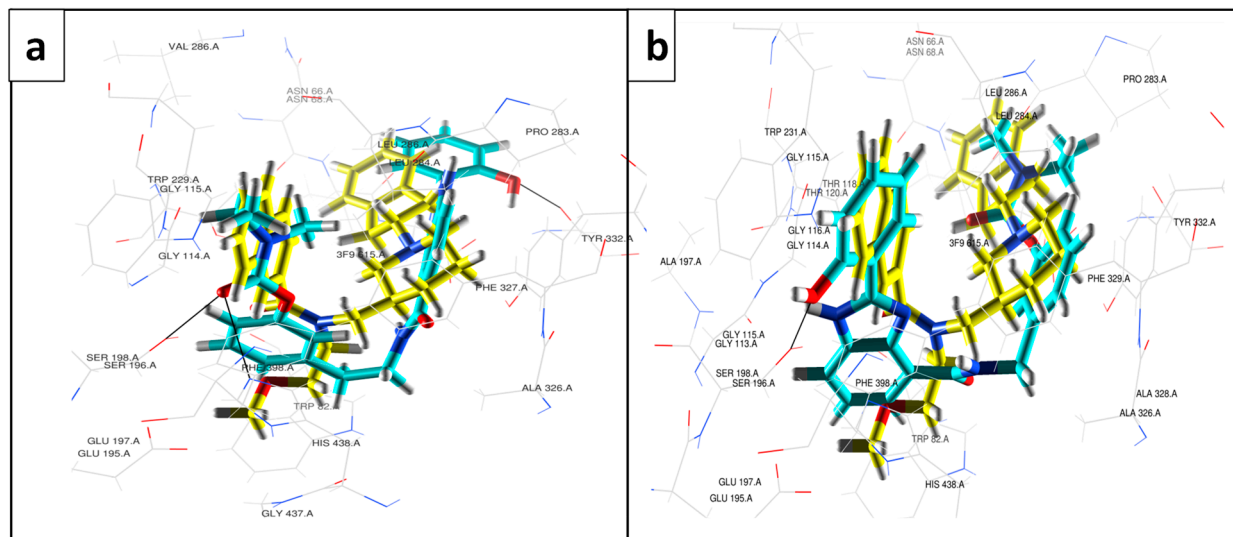 a
VAL 286.A
ASN 66.A
ASN 68.A
PRO 283.A
LEU 286.A
LEU 284.A
TRP 229.A
GLY 115.A
TYR 332.A
GLY 114.A
3F9 615.A
PHE 327.A
SER 198.A
SER 196.A
PHE 398.A
ALA 326.A
TRP 82.A
GLU 197.A
HIS 438.A
GLU 195.A
GLY 437.A
b
ASN 66.A
ASN 68.A
PRO 283.A
LEU 286.A
LEU 284.A
TRP 231.A
GLY 115.A
THR 118.A
THR 120.A
TYR 332.A
GLY 116.A
GLY 114.A
3F9 615.A
ALA 197.A
PHE 329.A
GLY 115.A
GLY 113.A
SER 198.A
SER 196.A
PHE 398.A
ALA 328.A
ALA 326.A
TRP 82.A
GLU 197.A
HIS 438.A
GLU 195.A